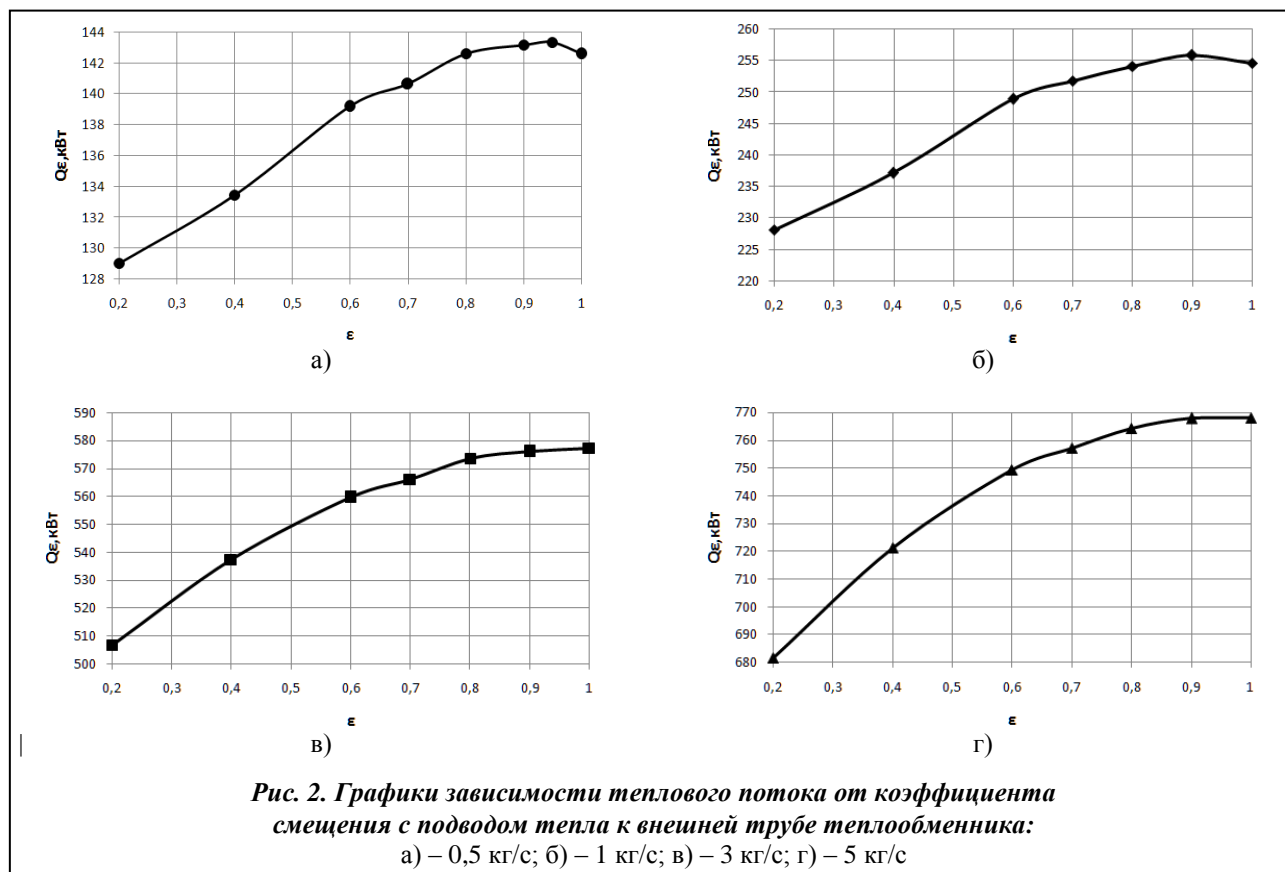 144
142
140
138
136
134
132
130
128
Qε,кВт
0,2 0,3 0,4 0,5 0,6 0,7 0,8 0,9 1
ε
а)
260
255
250
245
240
235
230
225
220
Qε,кВт
0,2 0,3 0,4 0,5 0,6 0,7 0,8 0,9 1
ε
б)
590
580
570
560
550
540
530
520
510
500
Qε,кВт
0,2 0,3 0,4 0,5 0,6 0,7 0,8 0,9 1
ε
в)
770
760
750
740
730
720
710
700
690
680
Qε,кВт
0,2 0,3 0,4 0,5 0,6 0,7 0,8 0,9 1
ε
г)
Рис. 2. Графики зависимости теплового потока от коэффициента
смещения с подводом тепла к внешней трубе теплообменника:
а) – 0,5 кг/с; б) – 1 кг/с; в) – 3 кг/с; г) – 5 кг/с